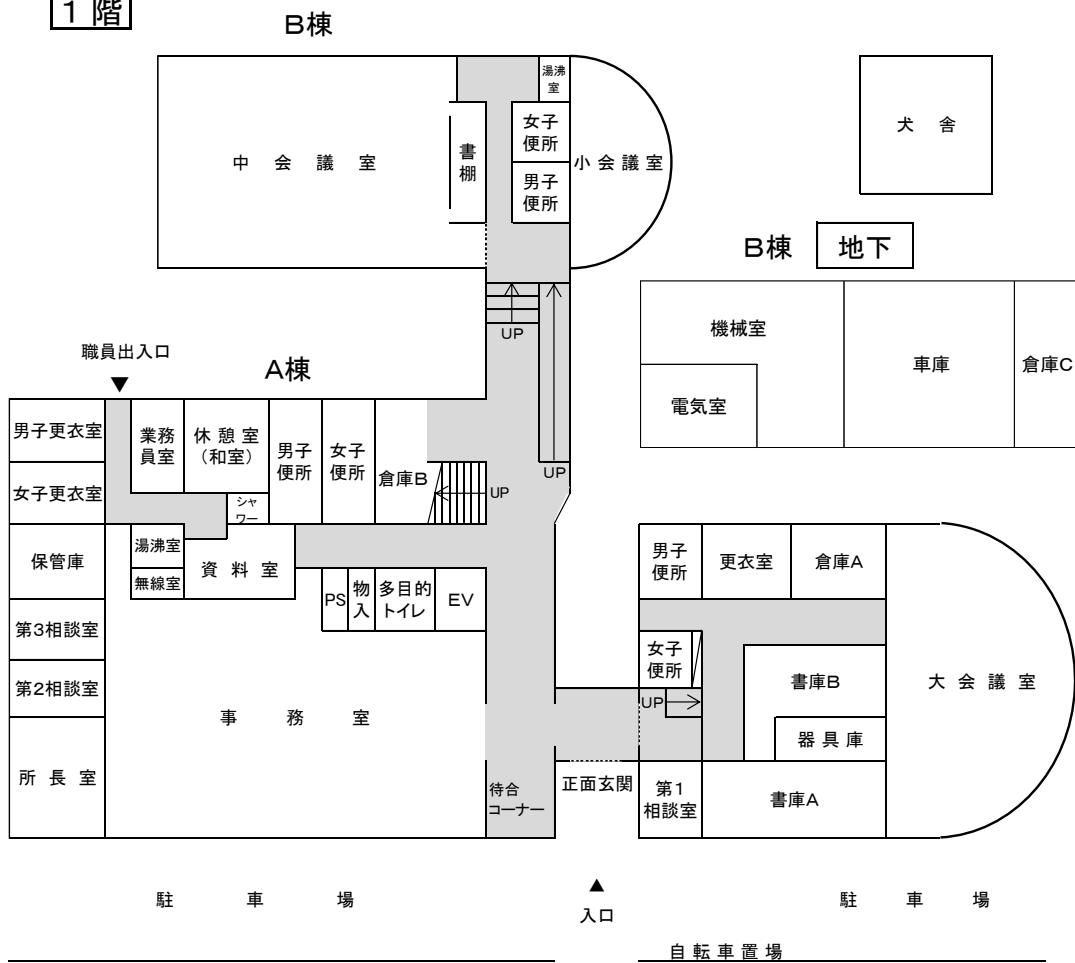 1 階
B棟
中 会 議 室
書
棚
湯沸
室
女子
便所
男子
便所
小会議室
犬 舎
B棟
地下
機械室
電気室
車庫
倉庫C
UP
UP
職員出入口
▼
A棟
男子更衣室
女子更衣室
保管庫
第3相談室
第2相談室
所 長 室
業務
員室
休 憩 室
（和室）
シャ
ワー
男子
便所
女子
便所
倉庫B
UP
湯沸室
無線室
資 料 室
PS
物
入
多目的
トイレ
EV
事 務 室
待合
コーナー
正面玄関
男子
便所
更衣室
倉庫A
女子
便所
UP
書庫B
器 具 庫
第1
相談室
書庫A
大 会 議 室
駐 車 場
▲
入口
駐 車 場
自 転 車 置 場